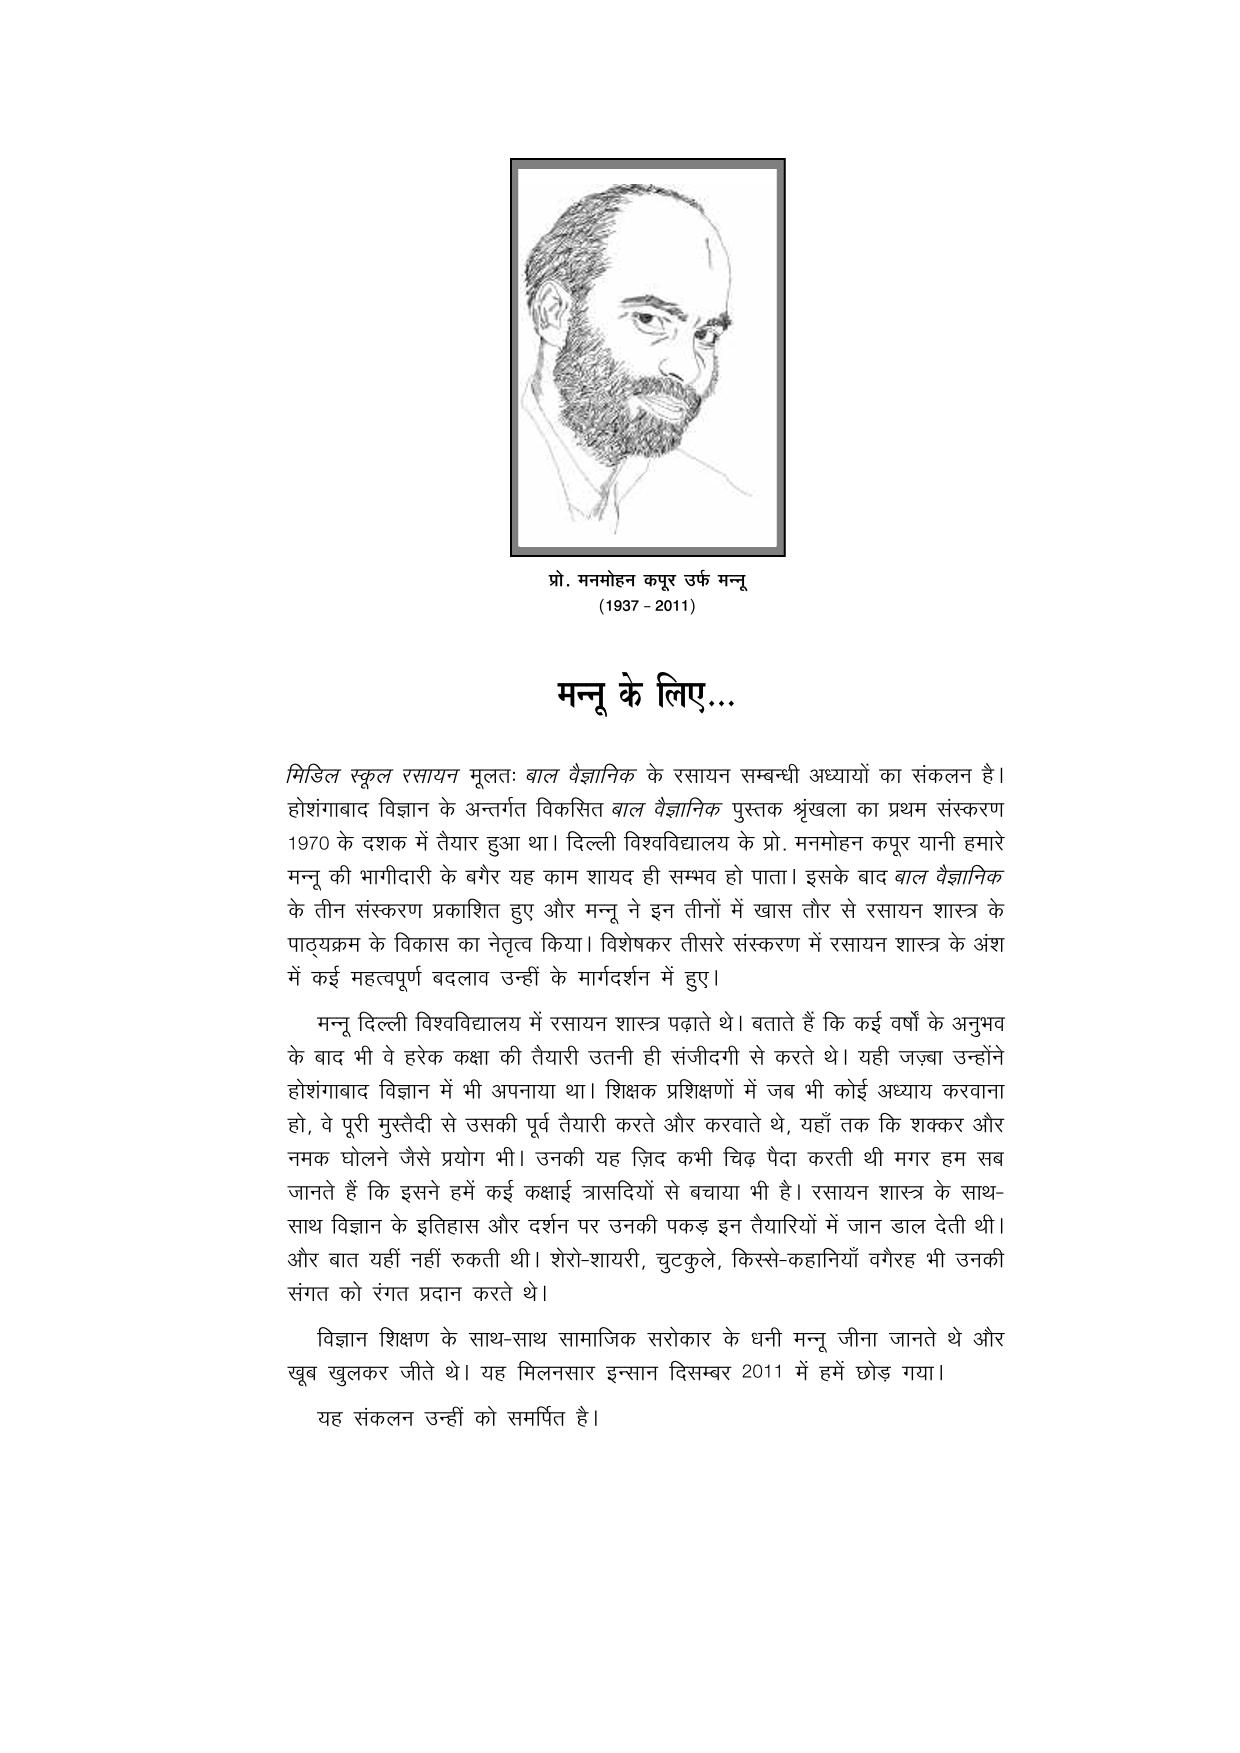 प्रो. मनमोहन कपूर उर्फ मन्नू
(1937 – 2011)
मन्नू के लिए...
मिडिल स्कूल रसायन मूलतः बाल वैज्ञानिक के रसायन सम्बन्धी अध्यायों का संकलन है।
होशंगाबाद विज्ञान के अन्तर्गत विकसित बाल वैज्ञानिक पुस्तक श्रृंखला का प्रथम संस्करण
1970 के दशक में तैयार हुआ था। दिल्ली विश्वविद्यालय के प्रो. मनमोहन कपूर यानी हमारे
मन्नू की भागीदारी के बगैर यह काम शायद ही सम्भव हो पाता। इसके बाद बाल वैज्ञानिक
के तीन संस्करण प्रकाशित हुए और मन्नू ने इन तीनों में खास तौर से रसायन शास्त्र के
पाठ्यक्रम के विकास का नेतृत्व किया। विशेषकर तीसरे संस्करण में रसायन शास्त्र के अंश
में कई महत्वपूर्ण बदलाव उन्हीं के मार्गदर्शन में हुए।
मन्नू दिल्ली विश्वविद्यालय में रसायन शास्त्र पढ़ाते थे। बताते हैं कि कई वर्षों के अनुभव
के बाद भी वे हरेक कक्षा की तैयारी उतनी ही संजीदगी से करते थे। यही जज़्बा उन्होंने
होशंगाबाद विज्ञान में भी अपनाया था। शिक्षक प्रशिक्षणों में जब भी कोई अध्याय करवाना
हो, वे पूरी मुस्तैदी से उसकी पूर्व तैयारी करते और करवाते थे, यहाँ तक कि शक्कर और
नमक घोलने जैसे प्रयोग भी। उनकी यह ज़िद कभी चिढ़ पैदा करती थी मगर हम सब
जानते हैं कि इसने हमें कई कक्षाई त्रासदियों से बचाया भी है। रसायन शास्त्र के साथ-
साथ विज्ञान के इतिहास और दर्शन पर उनकी पकड़ इन तैयारियों में जान डाल देती थी।
और बात यहीं नहीं रुकती थी। शेरो-शायरी, चुटकुले, किस्से-कहानियाँ वगैरह भी उनकी
संगत को रंगत प्रदान करते थे।
विज्ञान शिक्षण के साथ-साथ सामाजिक सरोकार के धनी मन्नू जीना जानते थे और
खूब खुलकर जीते थे। यह मिलनसार इन्सान दिसम्बर 2011 में हमें छोड़ गया।
यह संकलन उन्हीं को समर्पित है।